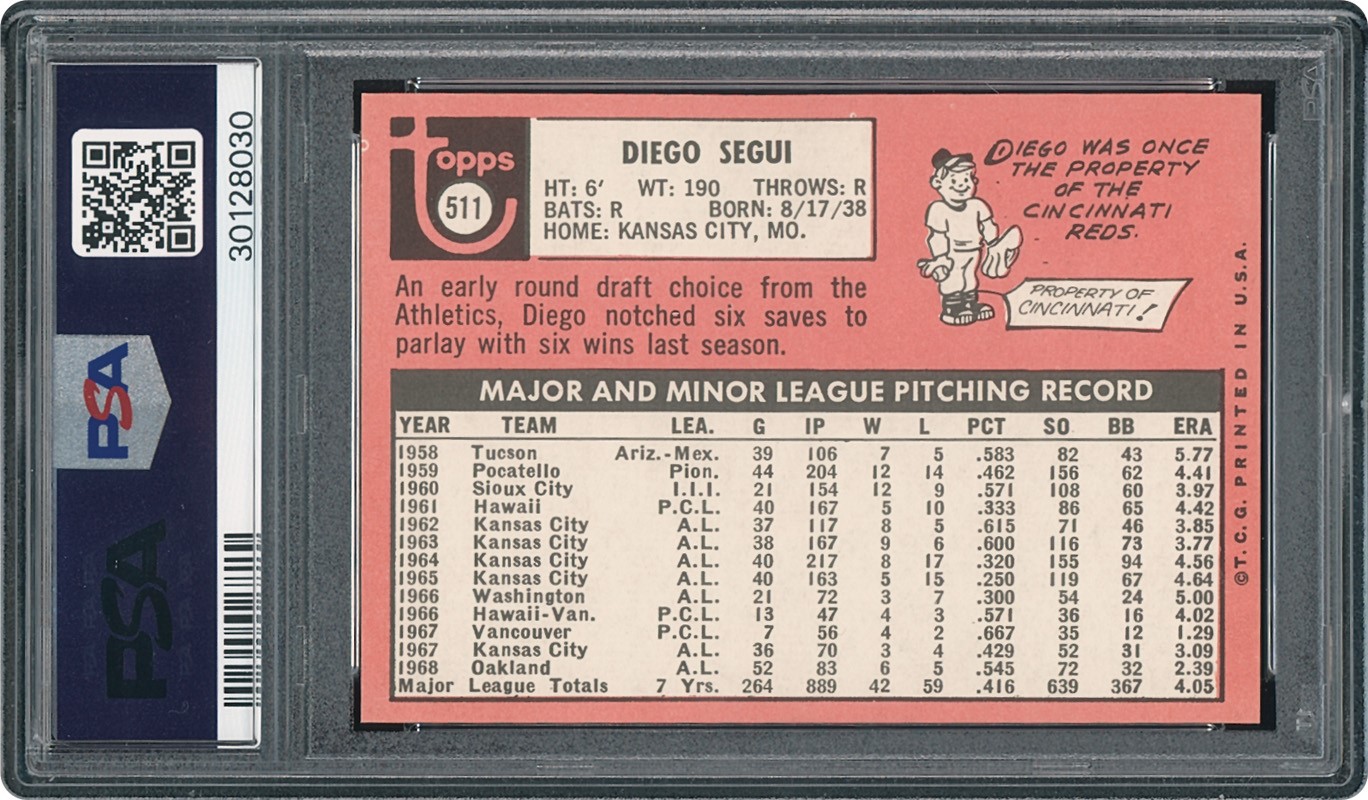 30128030
PSA
PSA
PSA
topps
511
DIEGO SEGUI
HT: 6' WT: 190 THROWS: R
BATS: R BORN: 8/17/38
HOME: KANSAS CITY, MO.
DIEGO WAS ONCE
THE PROPERTY
OF THE
CINCINNATI
REDS.
PROPERTY OF
CINCINNATI!
An early round draft choice from the
Athletics, Diego notched six saves to
parlay with six wins last season.
MAJOR AND MINOR LEAGUE PITCHING RECORD
YEAR TEAM LEA. G IP W L PCT SO BB ERA
1958 Tucson Ariz.-Mex. 39 106 7 5 .583 82 43 5.77
1959 Pocatello Pion. 44 204 12 14 .462 156 62 4.41
1960 Sioux City I.I.I. 21 154 12 9 .571 108 60 3.97
1961 Hawaii P.C.L. 40 167 5 10 .333 86 65 4.42
1962 Kansas City A.L. 37 117 8 5 .615 71 46 3.85
1963 Kansas City A.L. 38 167 9 6 .600 116 73 3.77
1964 Kansas City A.L. 40 217 8 17 .320 155 94 4.56
1965 Kansas City A.L. 40 163 5 15 .250 119 67 4.64
1966 Washington A.L. 21 72 3 7 .300 54 24 5.00
1966 Hawaii-Van. P.C.L. 13 47 4 3 .571 36 16 4.02
1967 Vancouver P.C.L. 7 56 4 2 .667 35 12 1.29
1967 Kansas City A.L. 36 70 3 4 .429 52 31 3.09
1968 Oakland A.L. 52 83 6 5 .545 72 32 2.39
Major League Totals 7 Yrs. 264 889 42 59 .416 639 367 4.05
©T.C.G. PRINTED IN U.S.A.